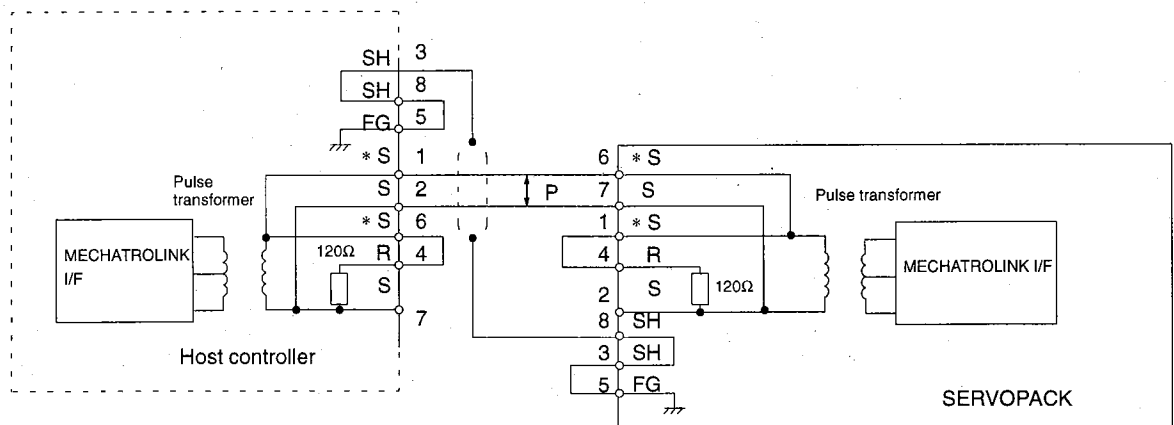 SH 3
SH 8
FG 5
* S 1
S 2
* S 6
R 4
S
7
Pulse
transformer
MECHATROLINK
I/F
120Ω
Host controller
P
6 * S
7 S
1 * S
4 R
2 S
8 SH
3 SH
5 FG
120Ω
Pulse transformer
MECHATROLINK I/F
SERVOPACK